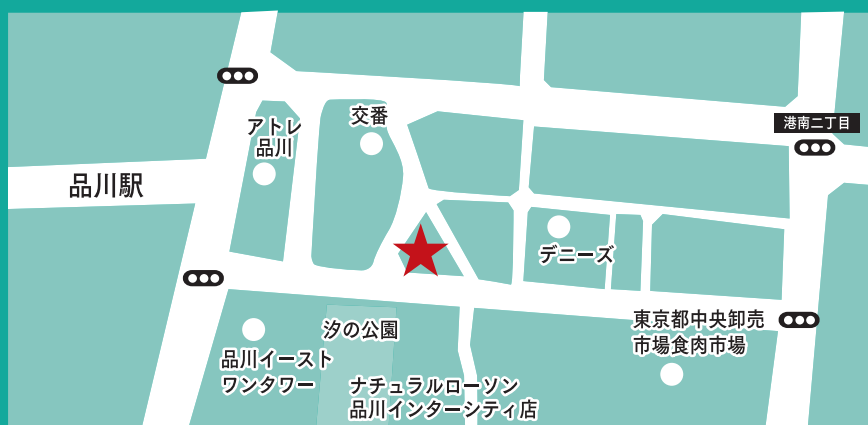 交番
アトレ
品川
港南二丁目
品川駅
デニーズ
東京都中央卸売
市場食肉市場
汐の公園
品川イースト
ワンタワー
ナチュラルローソン
品川インターシティ店